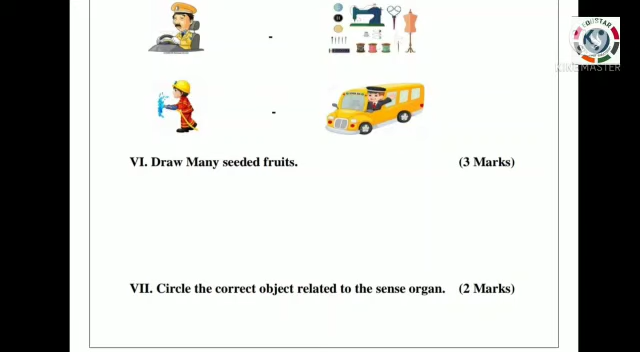 EDUSTAR
KINEMASTER
VI. Draw Many seeded fruits. (3 Marks)
VII. Circle the correct object related to the sense organ. (2 Marks)